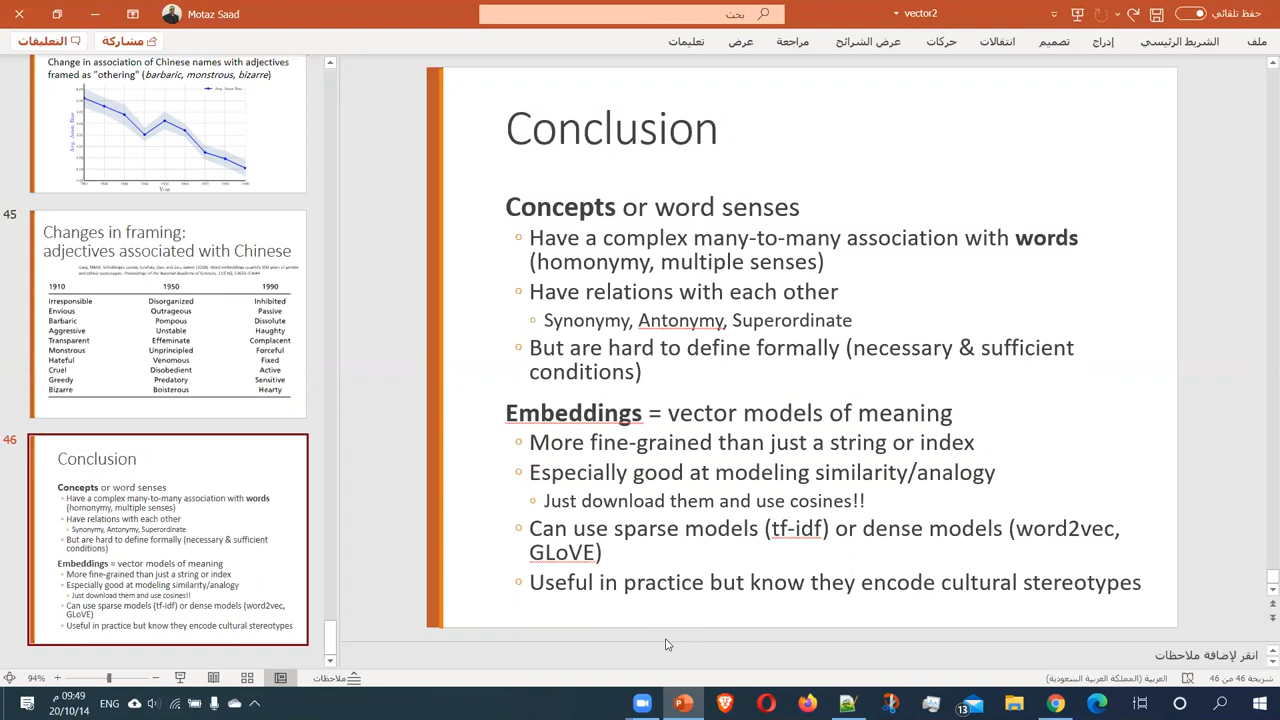 Motaz Saad
بحث
vector2
حفظ تلقائي
ملف
الشريط الرئيسي
إدراج
تصميم
انتقالات
حركات
عرض الشرائح
مراجعة
عرض
تعليمات
مشاركة
التعليقات
Change in association of Chinese names with adjectives
framed as "othering" (barbaric, monstrous, bizarre)
Avg. Asian Bias
Year
45
Changes in framing:
adjectives associated with Chinese
1910 1950 1990
Irresponsible Disorganized Inhibited
Envious Outrageous Passive
Barbaric Pompous Dissolute
Aggressive Unstable Haughty
Transparent Effeminate Complacent
Monstrous Unprincipled Forceful
Hateful Venomous Fixed
Cruel Disobedient Active
Greedy Predatory Sensitive
Bizarre Boisterous Hearty
46
Conclusion
Concepts or word senses
Have a complex many-to-many association with words
(homonymy, multiple senses)
Have relations with each other
Synonymy, Antonymy, Superordinate
But are hard to define formally (necessary & sufficient
conditions)
Embeddings = vector models of meaning
More fine-grained than just a string or index
Especially good at modeling similarity/analogy
Just download them and use cosines!!
Can use sparse models (tf-idf) or dense models (word2vec,
GLoVE)
Useful in practice but know they encode cultural stereotypes
Conclusion
Concepts or word senses
Have a complex many-to-many association with words
(homonymy, multiple senses)
Have relations with each other
Synonymy, Antonymy, Superordinate
But are hard to define formally (necessary & sufficient
conditions)
Embeddings = vector models of meaning
More fine-grained than just a string or index
Especially good at modeling similarity/analogy
Just download them and use cosines!!
Can use sparse models (tf-idf) or dense models (word2vec,
GLoVE)
Useful in practice but know they encode cultural stereotypes
انقر لإضافة ملاحظات
شريحة 46 من 46
العربية (المملكة العربية السعودية)
ملاحظات
94%
09:49
20/10/14
ENG
13